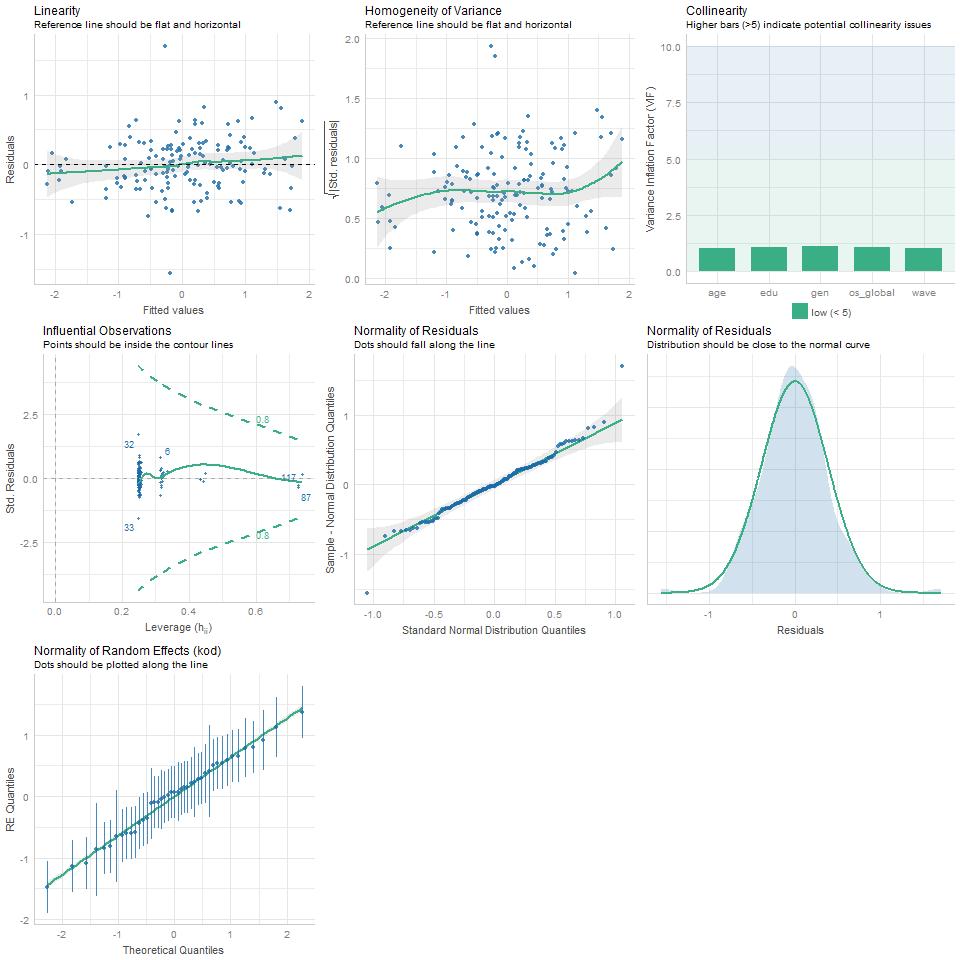 Linearity
Reference line should be flat and horizontal
Residuals
1
0
-1
-2
-1
0
1
2
Fitted values
Homogeneity of Variance
Reference line should be flat and horizontal
√|Std. residuals|
2.0
1.5
1.0
0.5
0.0
-2
-1
0
1
2
Fitted values
Collinearity
Higher bars (>5) indicate potential collinearity issues
Variance Inflation Factor (VIF)
10.0
7.5
5.0
2.5
0.0
age
edu
gen
os_global
wave
low (< 5)
Influential Observations
Points should be inside the contour lines
Std. Residuals
2.5
0.0
-2.5
32
6
33
117
87
0.8
0.8
0.0
0.2
0.4
0.6
Leverage (hii)
Normality of Residuals
Dots should fall along the line
Sample - Normal Distribution Quantiles
1
0
-1
-1.0
-0.5
0.0
0.5
1.0
Standard Normal Distribution Quantiles
Normality of Residuals
Distribution should be close to the normal curve
-1
0
1
Residuals
Normality of Random Effects (kod)
Dots should be plotted along the line
RE Quantiles
1
0
-1
-2
-2
-1
0
1
2
Theoretical Quantiles